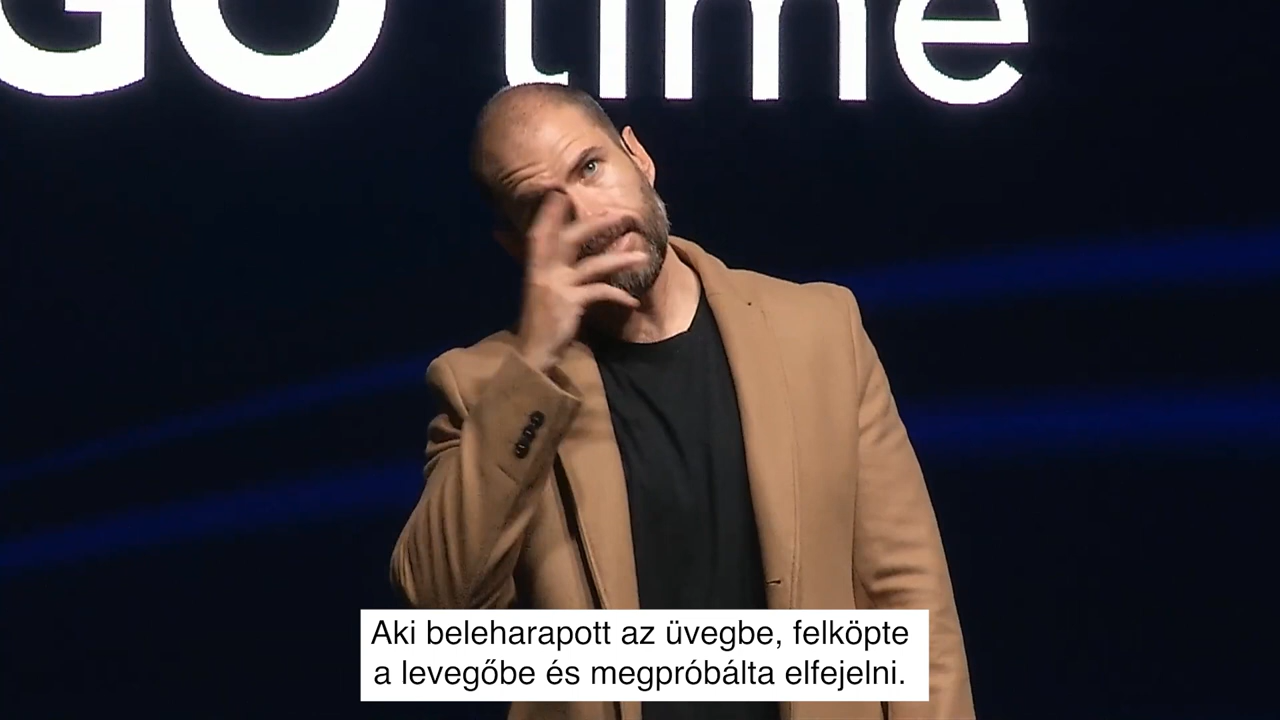 GO time
Aki beleharapott az üvegbe, felköpte
a levegőbe és megpróbálta elfejelni.